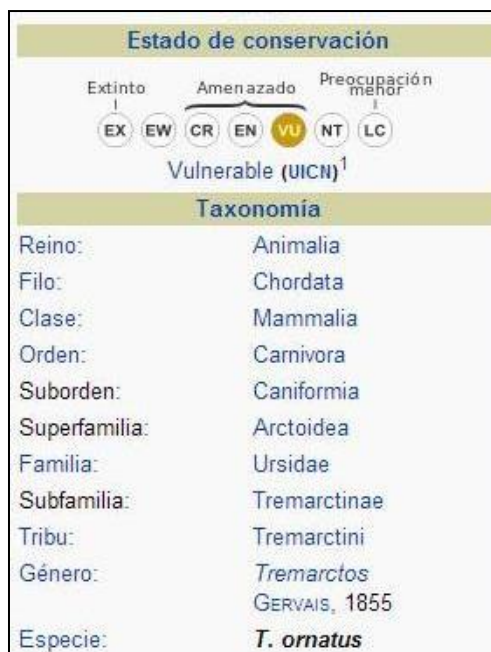 Estado de conservación
Extinto Amenazado Preocupación menor
EX EW CR EN VU NT LC
Vulnerable (UICN)1
Taxonomía
Reino: Animalia
Filo: Chordata
Clase: Mammalia
Orden: Carnivora
Suborden: Caniformia
Superfamilia: Arctoidea
Familia: Ursidae
Subfamilia: Tremarctinae
Tribu: Tremarctini
Género: Tremarctos
GERVAIS, 1855
Especie: T. ornatus